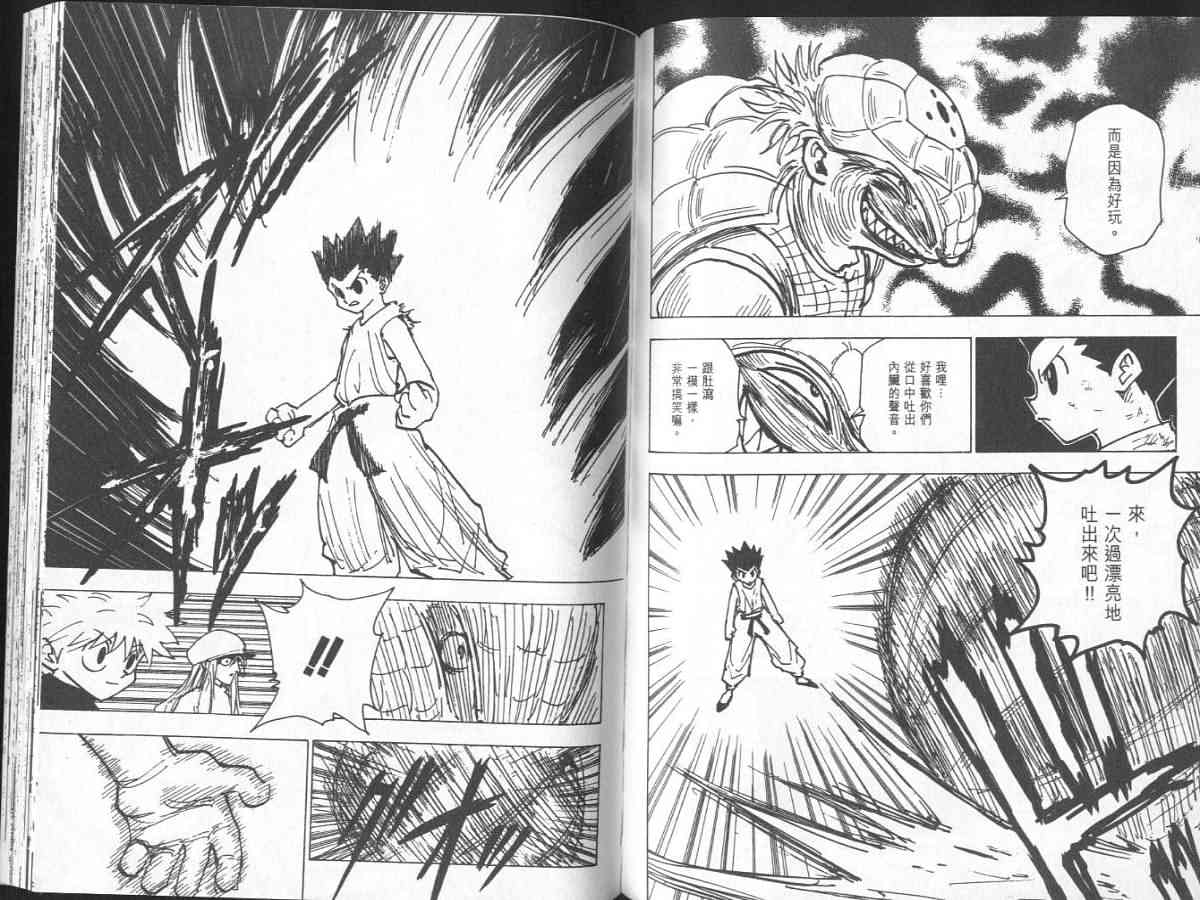 而是因為好玩。
我哩…
好喜歡你們
從口中吐出
內臟的聲音。
跟肚瀉
一模一樣，
非常搞笑嘛。
來，
一次過漂亮地
吐出來吧!!
!!